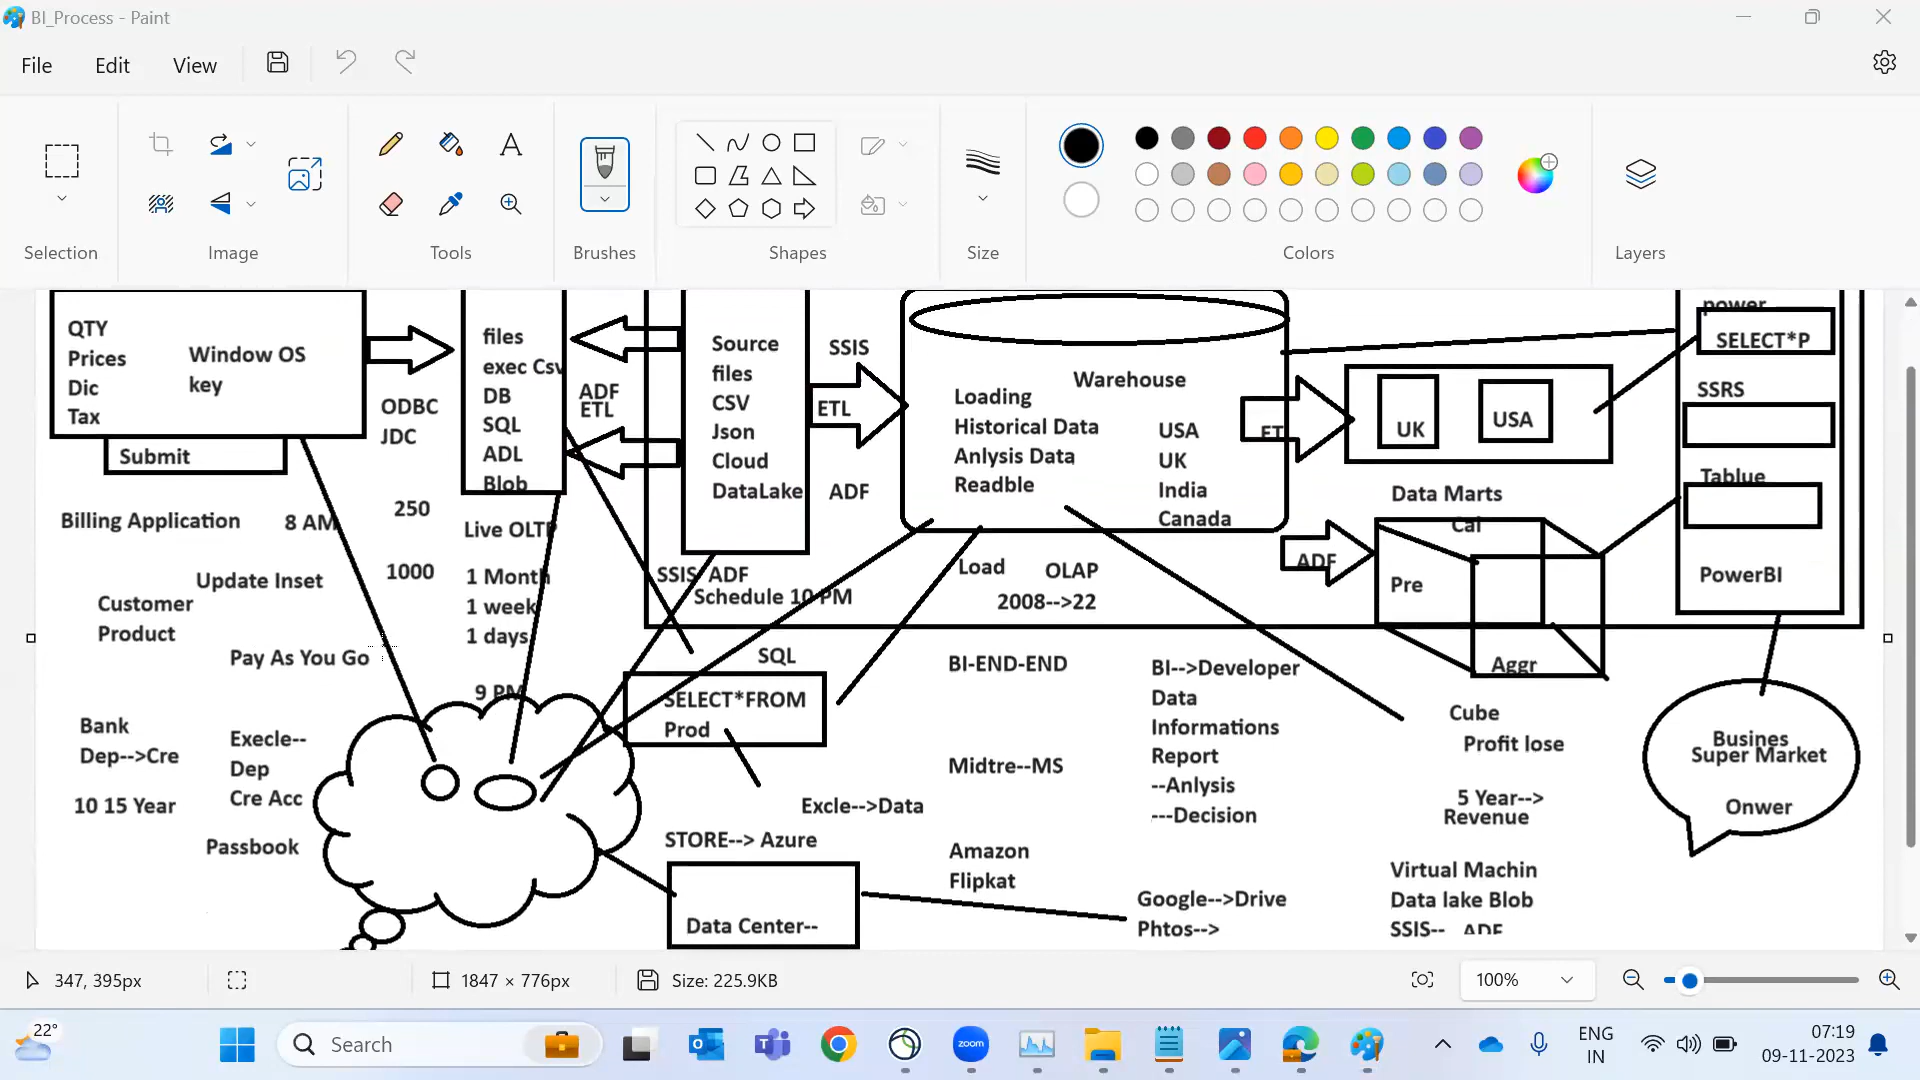 BI_Process - Paint
File
Edit
View
Selection
Image
Tools
Brushes
Shapes
Size
Colors
Layers
QTY
Prices
Dic
Tax
Window OS
key
Submit
ODBC
JDC
files
exec Csv
DB
SQL
ADL
Blob
ADF
ETL
Source
files
CSV
Json
Cloud
DataLake
SSIS
ETL
ADF
Warehouse
Loading
Historical Data
Anlysis Data
Readble
USA
UK
India
Canada
ET
UK
USA
Data Marts
Cal
ADF
Pre
Aggr
power
SELECT*P
SSRS
Tablue
PowerBI
Billing Application
8 AM
250
1000
Live OLTP
1 Month
1 week
1 days
9 PM
Update Inset
Customer
Product
Pay As You Go
SSIS ADF
Schedule 10 PM
Load
OLAP
2008-->22
SQL
SELECT*FROM
Prod
BI-END-END
BI-->Developer
Data
Informations
Report
--Anlysis
---Decision
Cube
Profit lose
5 Year-->
Revenue
Busines
Super Market
Onwer
Bank
Dep-->Cre
10 15 Year
Execle--
Dep
Cre Acc
Passbook
Midtre--MS
Excle-->Data
STORE--> Azure
Data Center--
Amazon
Flipkat
Google-->Drive
Phtos-->
Virtual Machin
Data lake Blob
SSIS-- ADF
347, 395px
1847 × 776px
Size: 225.9KB
100%
22°
Search
zoom
ENG
IN
07:19
09-11-2023